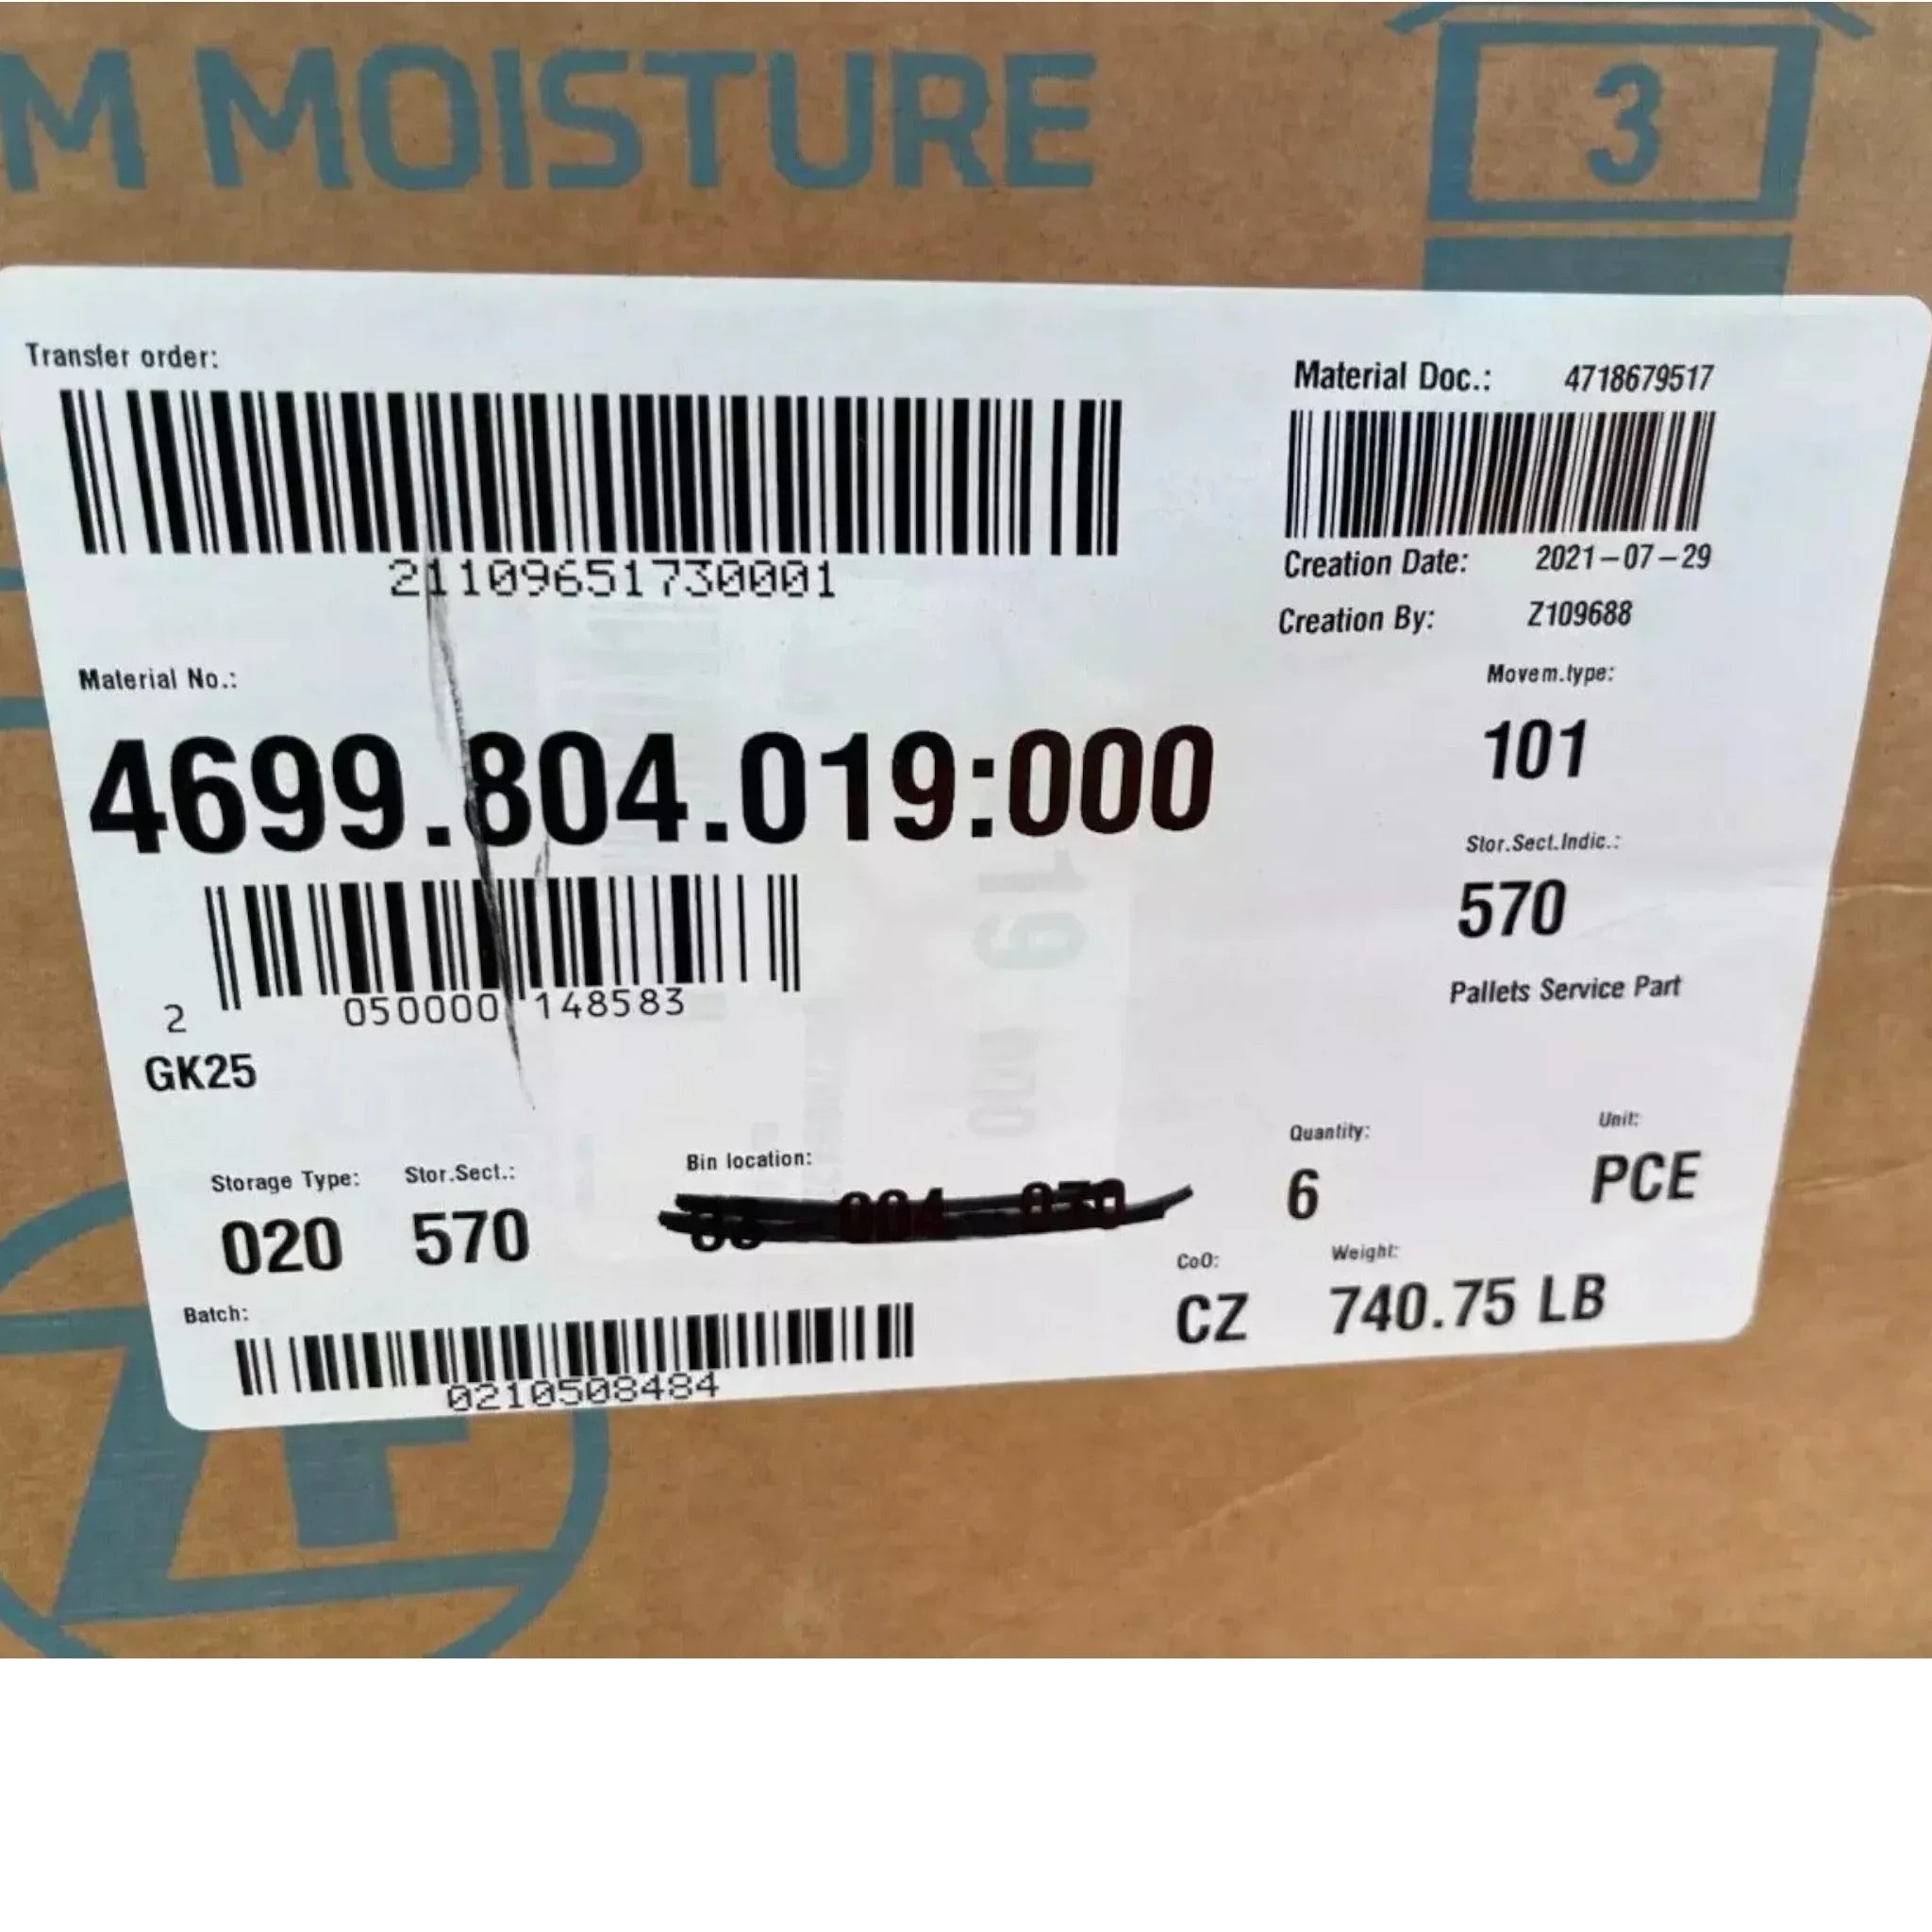 M MOISTURE
3
Transfer order:
21109651730001
Material Doc.: 4718679517
Creation Date: 2021-07-29
Creation By: Z109688
Material No.:
4699.804.019:000
2 050000 148583
GK25
Movem.type:
101
Stor.Sect.Indic.:
570
Pallets Service Part
Storage Type: Stor.Sect.: Bin location:
020 570
Quantity: Unit:
6 PCE
CoO: Weight:
CZ 740.75 LB
Batch:
0210508484
ZF